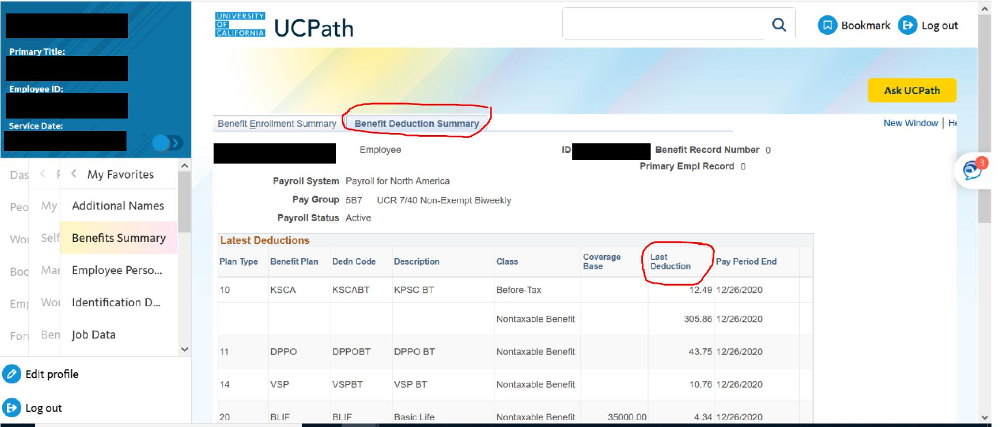 Primary Title:
Employee ID:
Service Date:
UNIVERSITY
OF
CALIFORNIA
UCPath
Bookmark
Log out
Ask UCPath
Benefit Enrollment Summary
Benefit Deduction Summary
New Window | He
Employee
ID
Benefit Record Number 0
Primary Empl Record 0
Payroll System Payroll for North America
Pay Group 5B7 UCR 7/40 Non-Exempt Biweekly
Payroll Status Active
3
Das
Peo
Wor
Boo
Emp
For
My
Self
Mar
Wor
Ben
My Favorites
Additional Names
Benefits Summary
Employee Perso...
Identification D...
Job Data
Edit profile
Log out
Latest Deductions
Plan Type Benefit Plan Dedn Code Description Class Coverage Base Last Deduction Pay Period End
10 KSCA KSCABT KPSC BT Before-Tax 12.49 12/26/2020
Nontaxable Benefit 305.86 12/26/2020
11 DPPO DPPOBT DPPO BT Nontaxable Benefit 43.75 12/26/2020
14 VSP VSPBT VSP BT Nontaxable Benefit 10.76 12/26/2020
20 BLIF BLIF Basic Life Nontaxable Benefit 35000.00 4.34 12/26/2020